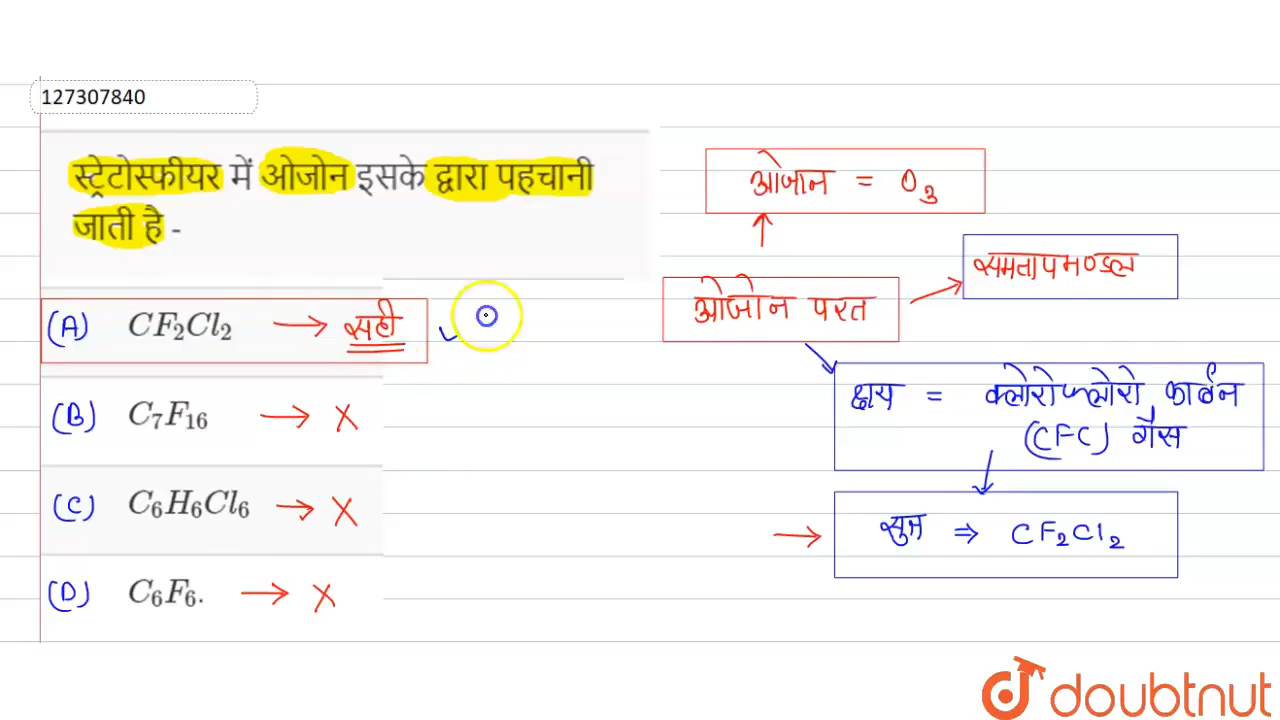 127307840
स्ट्रेटोस्फीयर में ओजोन इसके द्वारा पहचानी
जाती है -
(A) CF₂Cl₂ → सही
(B) C₇F₁₆ → X
(C) C₆H₆Cl₆ → X
(D) C₆F₆. → X
ओजोन = O₃
ओजोन परत
समतापमण्डल
क्षय = क्लोरोफ्लोरो कार्बन
(CFC) गैस
सुत्र ⇒ CF₂Cl₂
doubtnut